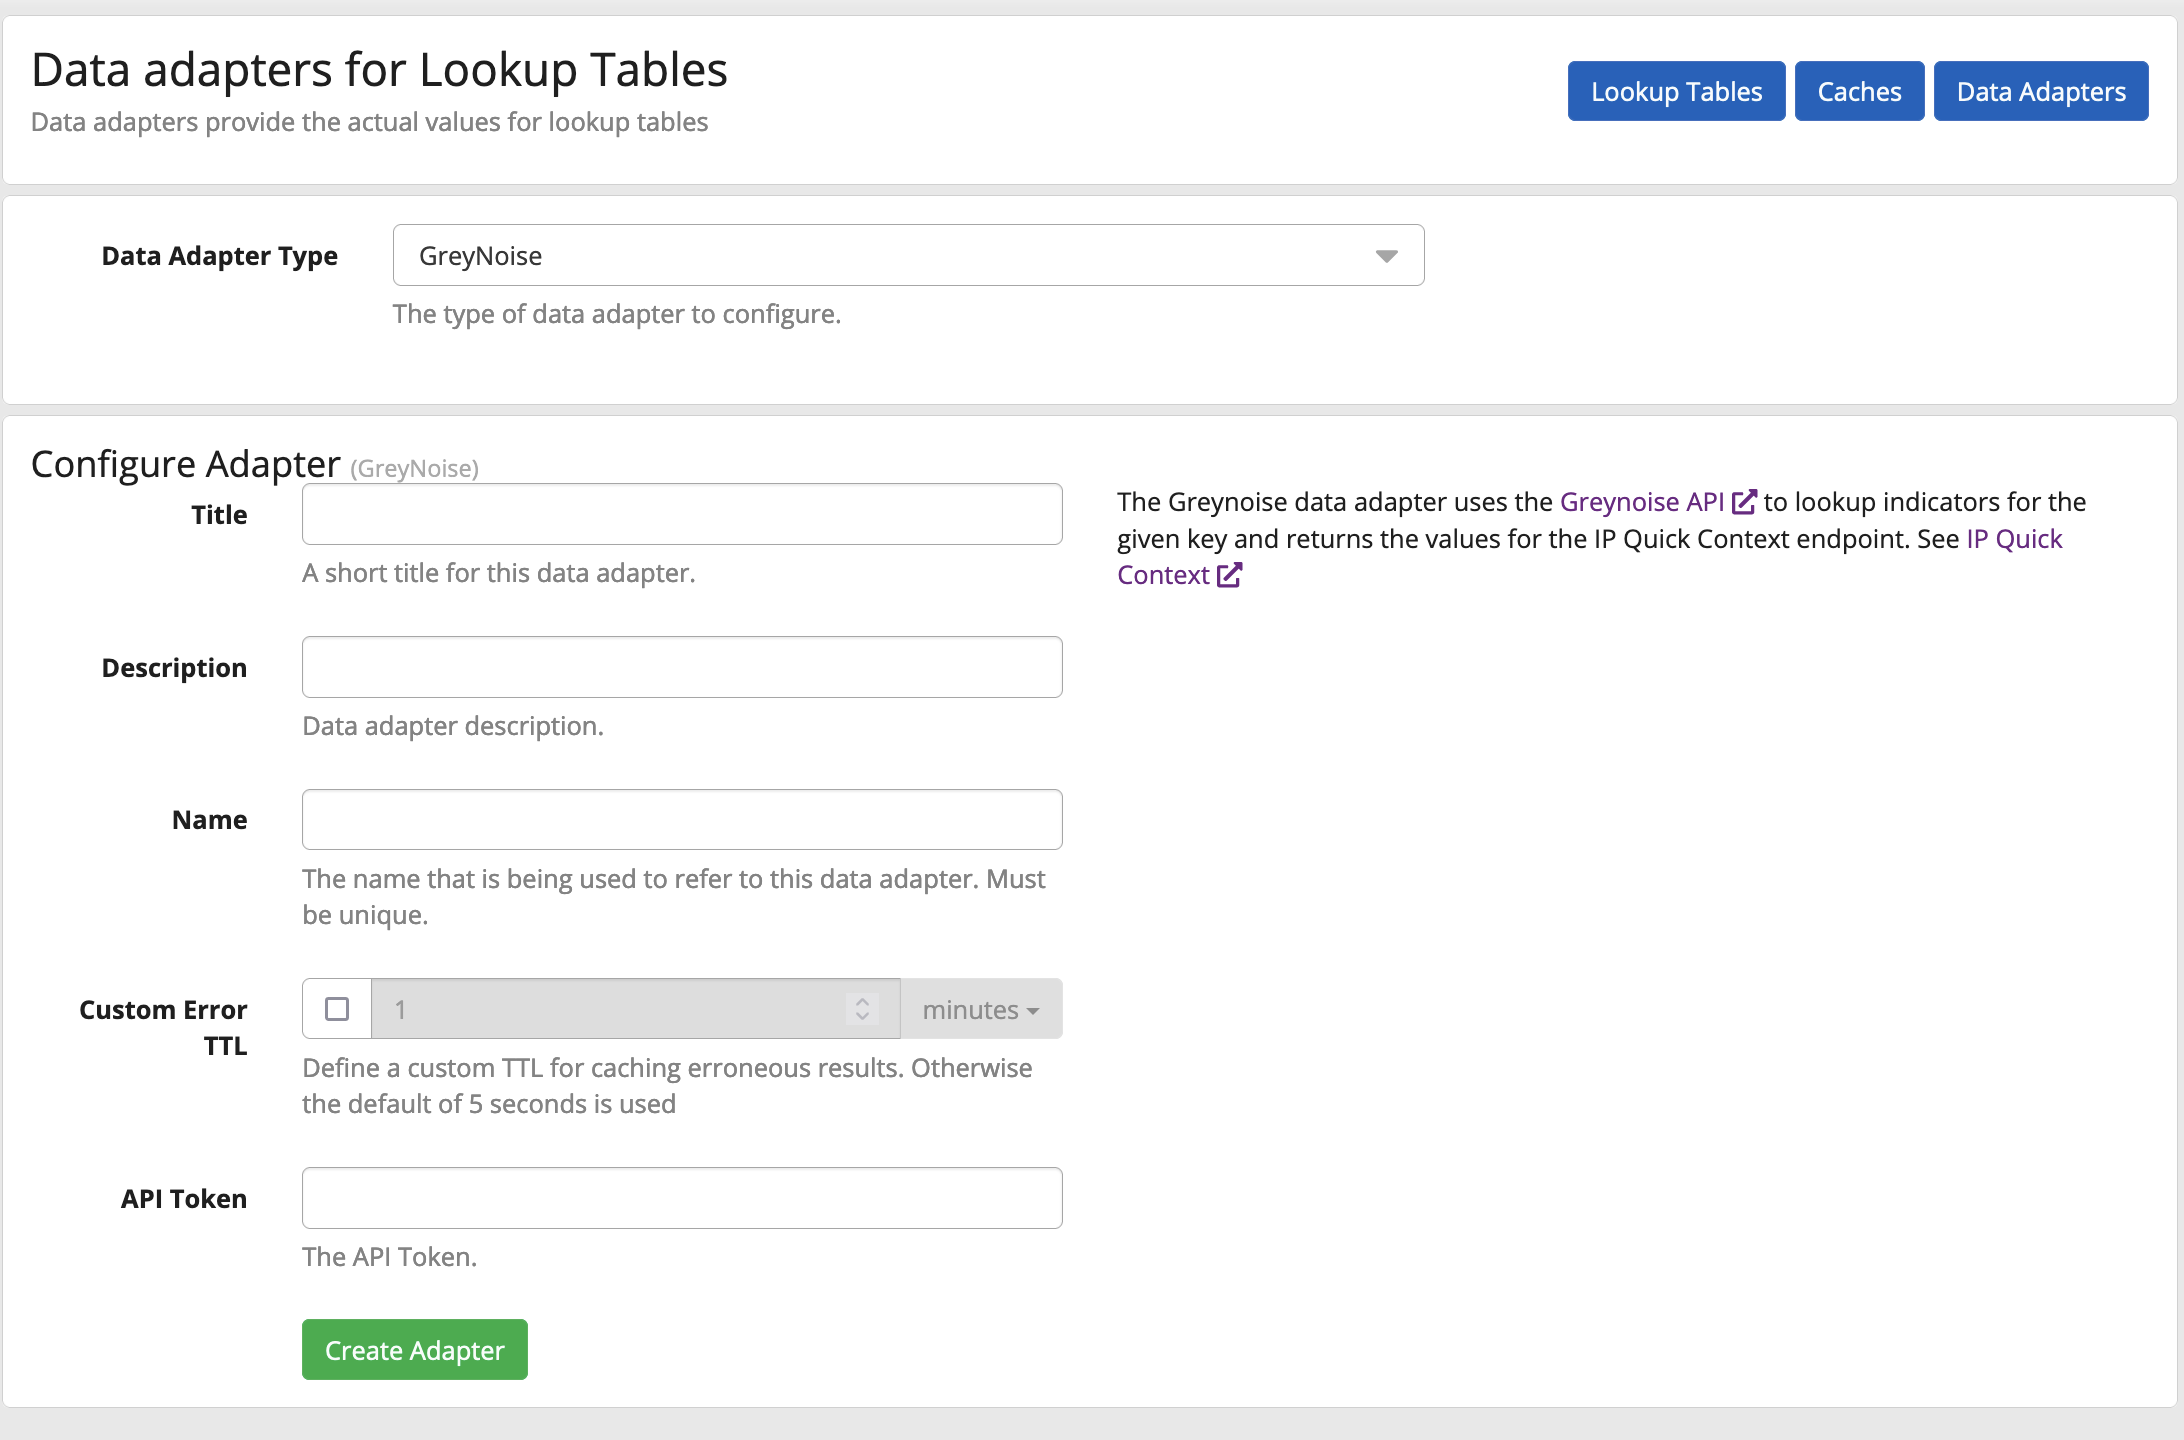 Data adapters for Lookup Tables
Data adapters provide the actual values for lookup tables
Lookup Tables
Caches
Data Adapters
Data Adapter Type
GreyNoise
The type of data adapter to configure.
Configure Adapter (GreyNoise)
Title
A short title for this data adapter.
The Greynoise data adapter uses the Greynoise API to lookup indicators for the
given key and returns the values for the IP Quick Context endpoint. See IP Quick
Context
Description
Data adapter description.
Name
The name that is being used to refer to this data adapter. Must
be unique.
Custom Error
TTL
1
minutes
Define a custom TTL for caching erroneous results. Otherwise
the default of 5 seconds is used
API Token
The API Token.
Create Adapter